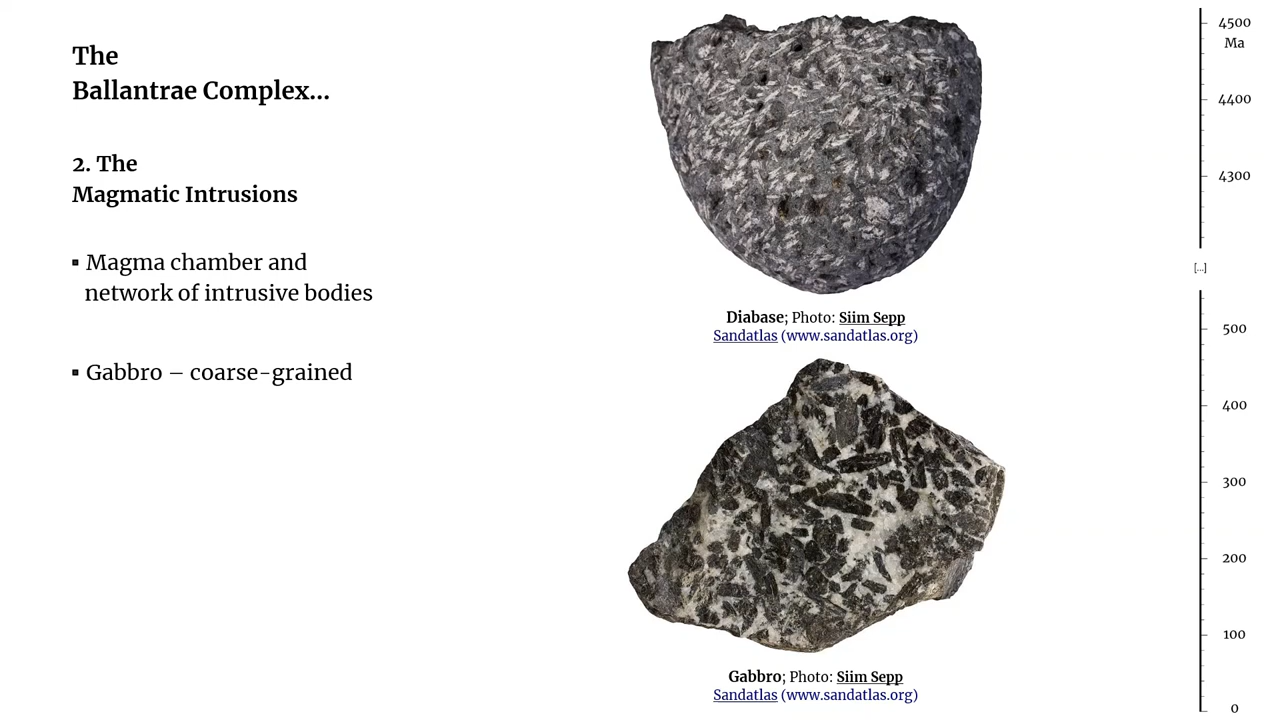 The
Ballantrae Complex...
2. The
Magmatic Intrusions
▪ Magma chamber and
network of intrusive bodies
▪ Gabbro – coarse-grained
Diabase; Photo: Siim Sepp
Sandatlas (www.sandatlas.org)
Gabbro; Photo: Siim Sepp
Sandatlas (www.sandatlas.org)
4500
Ma
4400
4300
[...]
500
400
300
200
100
0